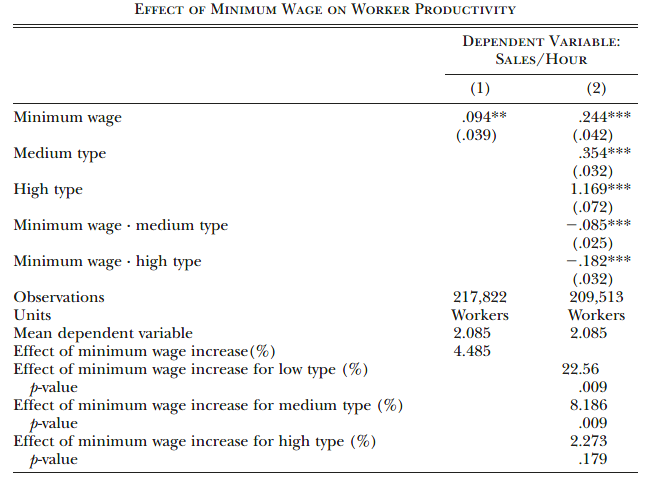 EFFECT OF MINIMUM WAGE ON WORKER PRODUCTIVITY
DEPENDENT VARIABLE:
SALES/HOUR
(1) (2)
Minimum wage .094** .244***
(.039) (.042)
Medium type .354***
(.032)
High type 1.169***
(.072)
Minimum wage · medium type −.085***
(.025)
Minimum wage · high type −.182***
(.032)
Observations 217,822 209,513
Units Workers Workers
Mean dependent variable 2.085 2.085
Effect of minimum wage increase(%) 4.485
Effect of minimum wage increase for low type (%) 22.56
p-value .009
Effect of minimum wage increase for medium type (%) 8.186
p-value .009
Effect of minimum wage increase for high type (%) 2.273
p-value .179